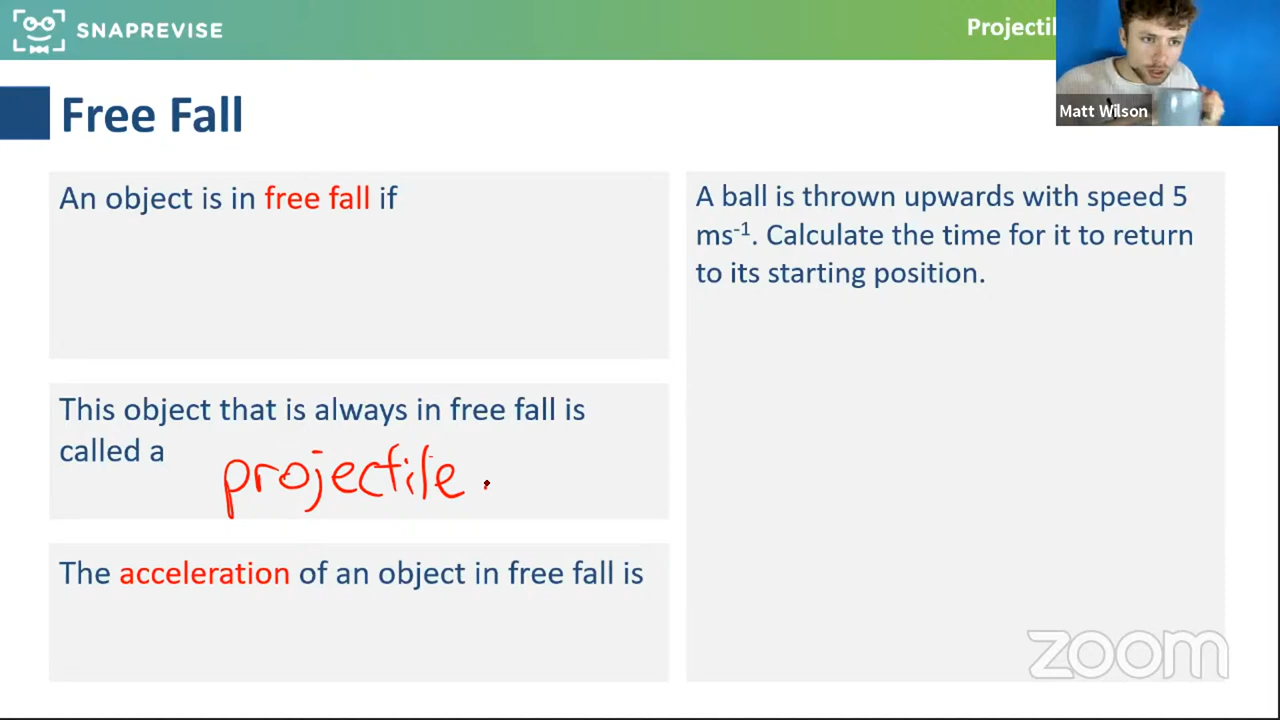 SNAPREVISE
Projectil
Matt Wilson
Free Fall
An object is in free fall if
This object that is always in free fall is
called a
projectile.
The acceleration of an object in free fall is
A ball is thrown upwards with speed 5
ms⁻¹. Calculate the time for it to return
to its starting position.
zoom